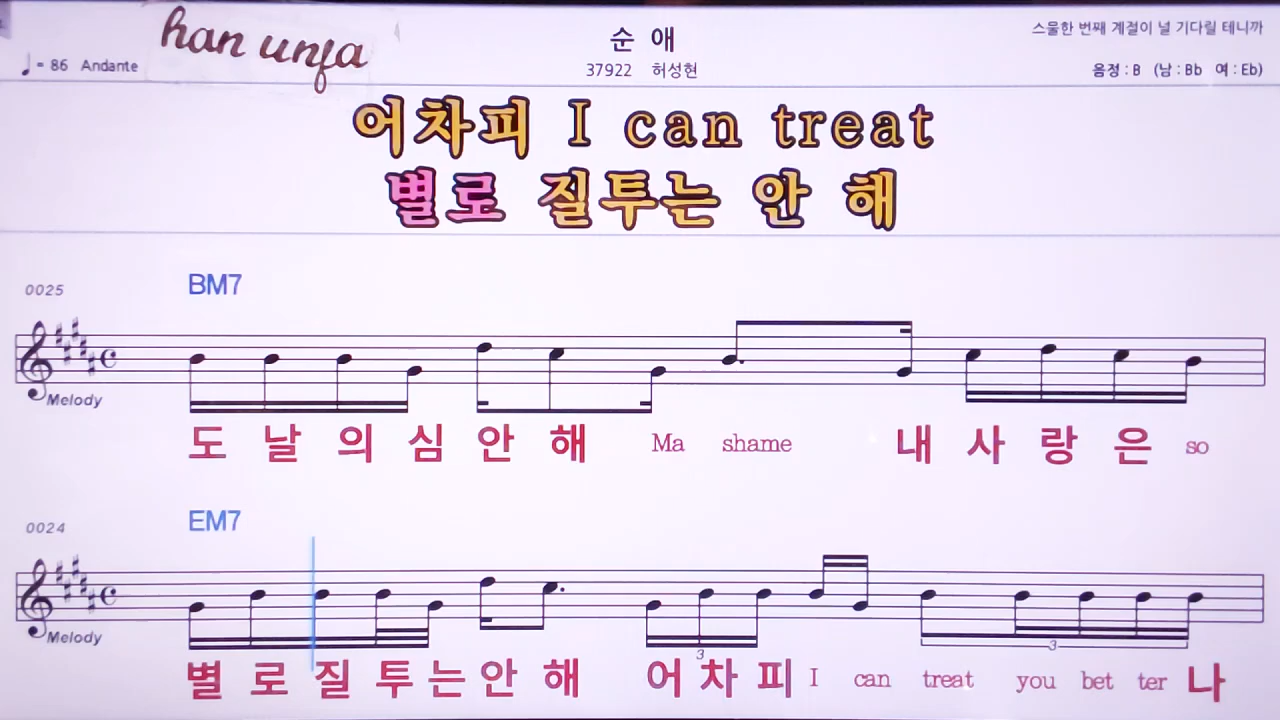 han unfa
순 애
스물한 번째 계절이 널 기다릴 테니까
♩= 86 Andante
37922 허성현
음정 : B (남 : Bb 여 : Eb)
어차피 I can treat
별로 질투는 안 해
0025
BM7
Melody
도 날 의 심 안 해 Ma shame 내 사 랑 은 so
0024
EM7
Melody
3
3
별 로 질 투 는 안 해 어 차 피 I can treat you bet ter 나